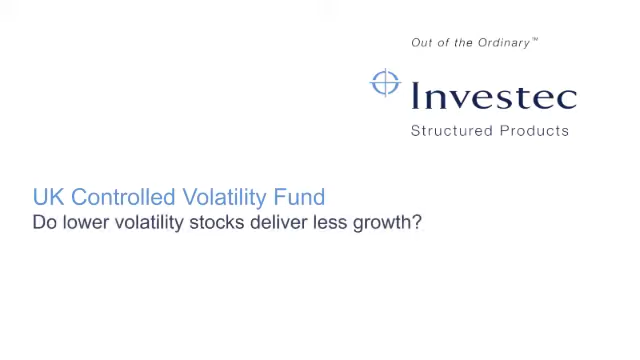 Out of the Ordinary™
Investec
Structured Products
UK Controlled Volatility Fund
Do lower volatility stocks deliver less growth?